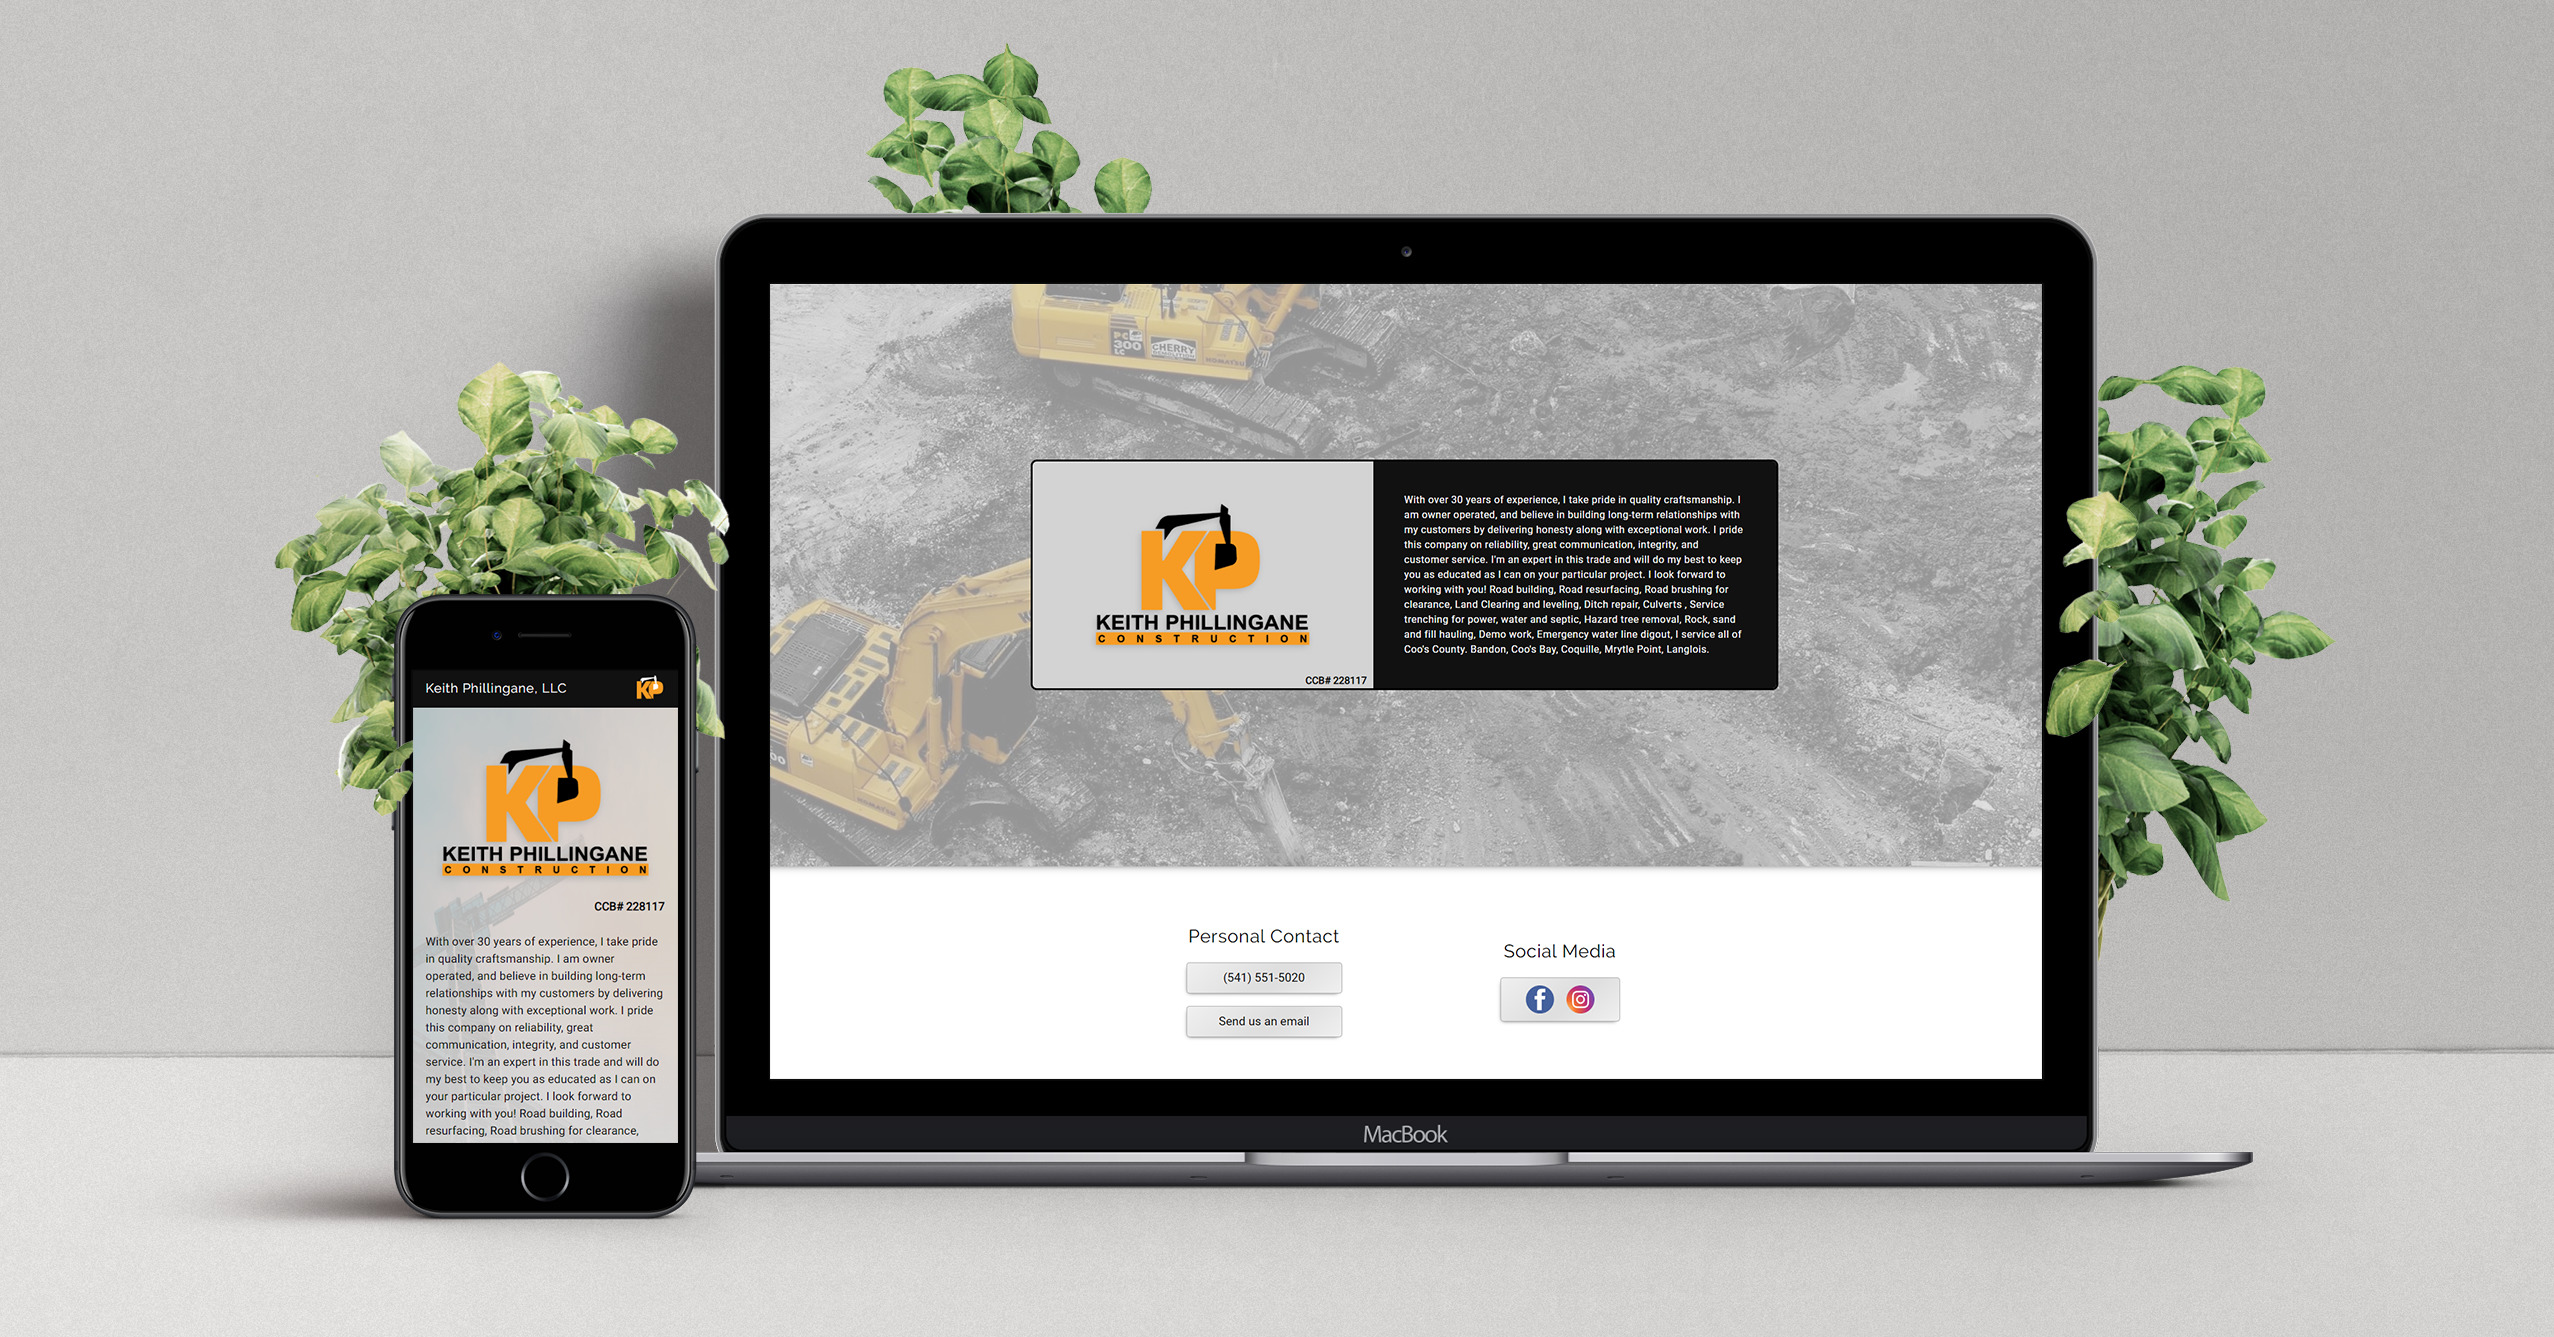 PC
300
LC
CHERRY
KOMATSU
KP
KEITH PHILLINGANE
CONSTRUCTION
CCB# 228117
With over 30 years of experience, I take pride in quality craftsmanship. I
am owner operated, and believe in building long-term relationships with
my customers by delivering honesty along with exceptional work. I pride
this company on reliability, great communication, integrity, and
customer service. I'm an expert in this trade and will do my best to keep
you as educated as I can on your particular project. I look forward to
working with you! Road building, Road resurfacing, Road brushing for
clearance, Land Clearing and leveling, Ditch repair, Culverts , Service
trenching for power, water and septic, Hazard tree removal, Rock, sand
and fill hauling, Demo work, Emergency water line digout, I service all of
Coo's County. Bandon, Coo's Bay, Coquille, Mrytle Point, Langlois.
KOMATSU
Personal Contact
(541) 551-5020
Send us an email
Social Media
MacBook
Keith Phillingane, LLC
KP
KP
KEITH PHILLINGANE
CONSTRUCTION
CCB# 228117
With over 30 years of experience, I take pride
in quality craftsmanship. I am owner
operated, and believe in building long-term
relationships with my customers by delivering
honesty along with exceptional work. I pride
this company on reliability, great
communication, integrity, and customer
service. I'm an expert in this trade and will do
my best to keep you as educated as I can on
your particular project. I look forward to
working with you! Road building, Road
resurfacing, Road brushing for clearance,